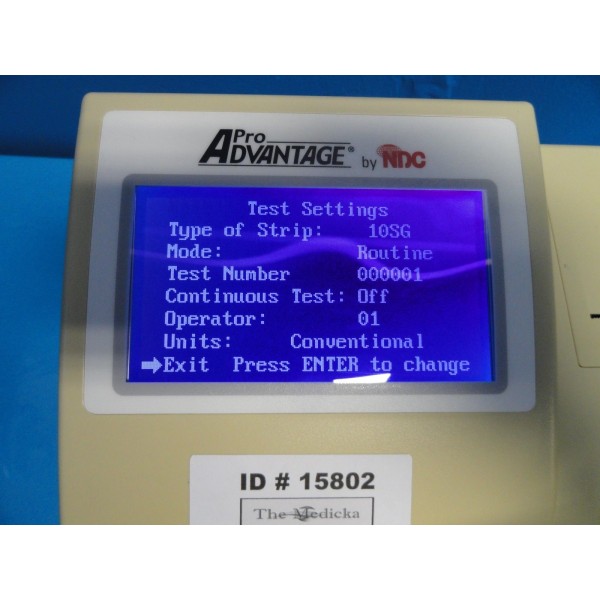 Pro
ADVANTAGE® by NDC
Test Settings
Type of Strip: 10SG
Mode: Routine
Test Number 000001
Continuous Test: Off
Operator: 01
Units: Conventional
➡Exit Press ENTER to change
ID # 15802
The Medicka